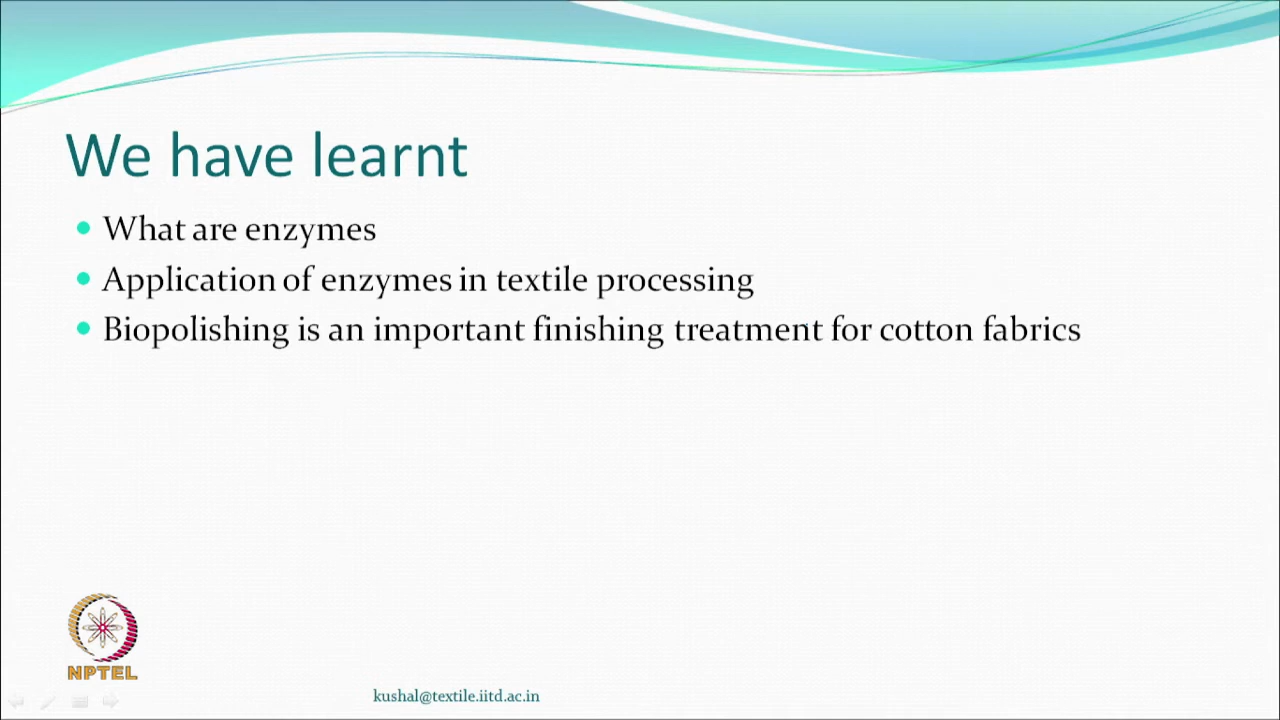 We have learnt
What are enzymes
Application of enzymes in textile processing
Biopolishing is an important finishing treatment for cotton fabrics
NPTEL
kushal@textile.iitd.ac.in